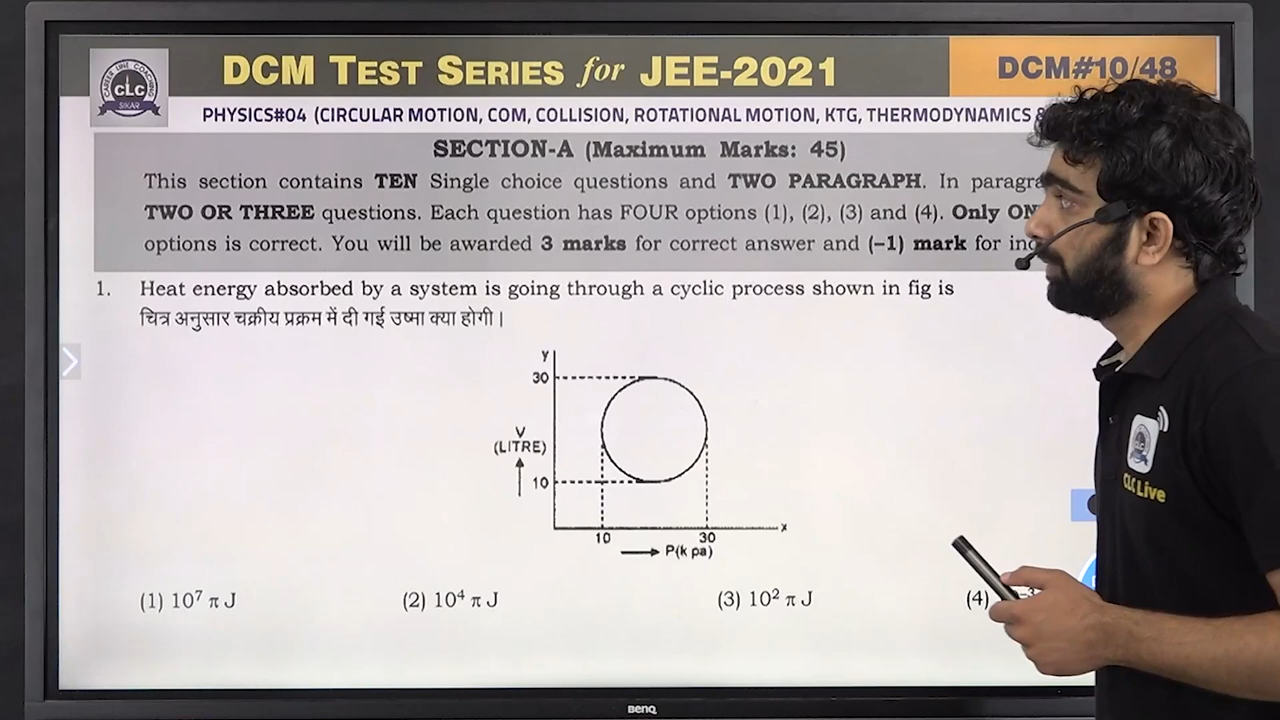 DCM TEST SERIES for JEE-2021
DCM#10/48
CAREER LINE COACHING
CLC
SIKAR
PHYSICS#04 (CIRCULAR MOTION, COM, COLLISION, ROTATIONAL MOTION, KTG, THERMODYNAMICS &
SECTION-A (Maximum Marks: 45)
This section contains TEN Single choice questions and TWO PARAGRAPH. In
TWO OR THREE questions. Each question has FOUR options (1), (2), (3) and (4). Only
options is correct. You will be awarded 3 marks for correct answer and (–1) mark for
1. Heat energy absorbed by a system is going through a cyclic process shown in fig is
चित्र अनुसार चक्रीय प्रक्रम में दी गई उष्मा क्या होगी।
y
30
V
(LITRE)
10
x
10 30
P(k pa)
(1) 10⁷ π J (2) 10⁴ π J (3) 10² π J (4)
CLC Live
BenQ